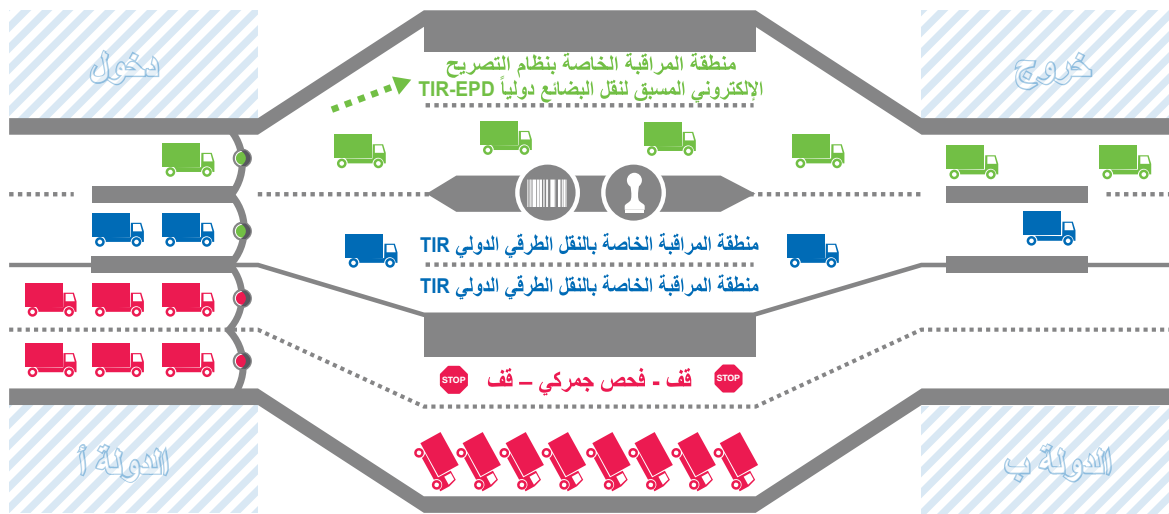 خروج
دخول
منطقة المراقبة الخاصة بنظام التصريح
الإلكتروني المسبق لنقل البضائع دولياً TIR-EPD
منطقة المراقبة الخاصة بالنقل الطرقي الدولي TIR
منطقة المراقبة الخاصة بالنقل الطرقي الدولي TIR
STOP قف - فحص جمركي – قف STOP
الدولة ب
الدولة أ